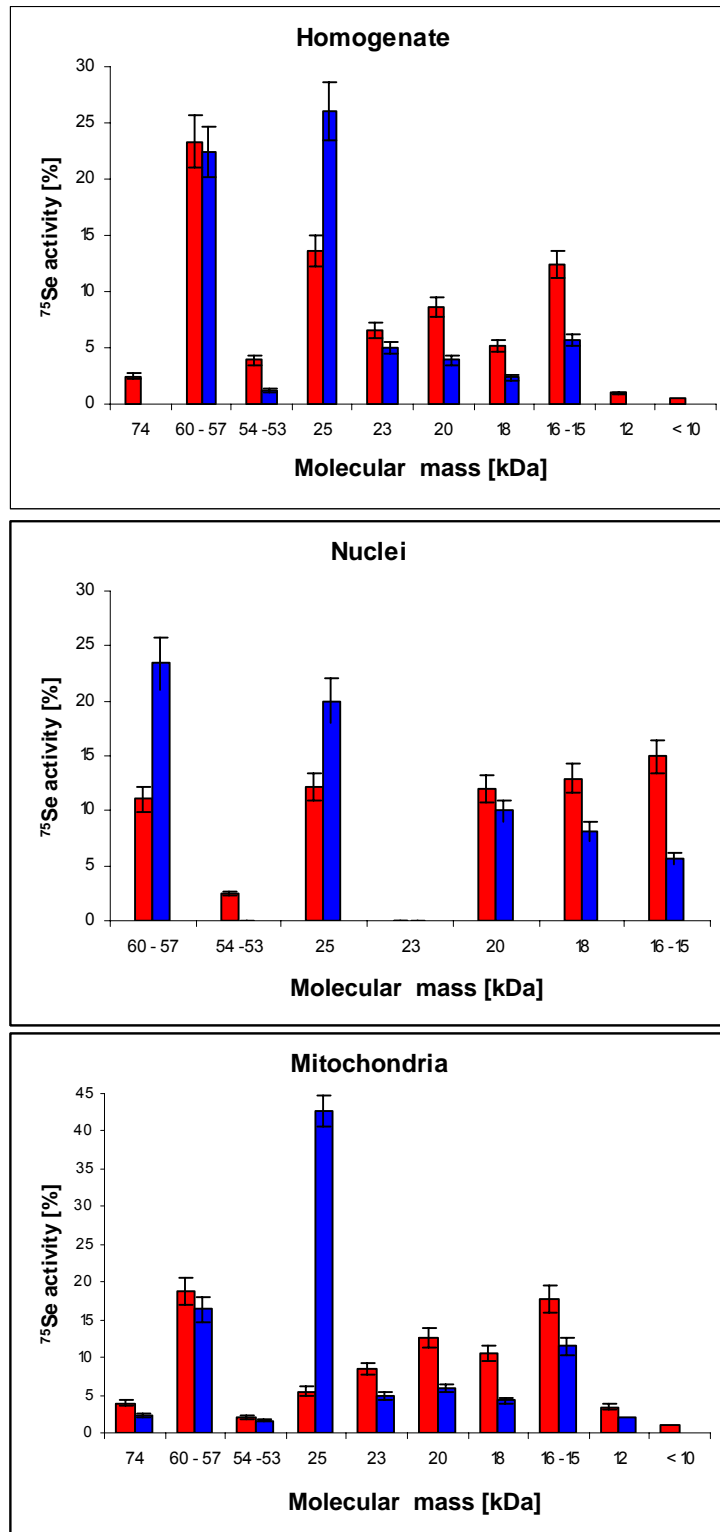 Homogenate
30
25
20
15
10
5
0
⁷⁵Se activity [%]
74 60 - 57 54 -53 25 23 20 18 16 -15 12 < 10
Molecular mass [kDa]
Nuclei
30
25
20
15
10
5
0
⁷⁵Se activity [%]
60 - 57 54 -53 25 23 20 18 16 -15
Molecular mass [kDa]
Mitochondria
45
40
35
30
25
20
15
10
5
0
⁷⁵Se activity [%]
74 60 - 57 54 -53 25 23 20 18 16 -15 12 < 10
Molecular mass [kDa]